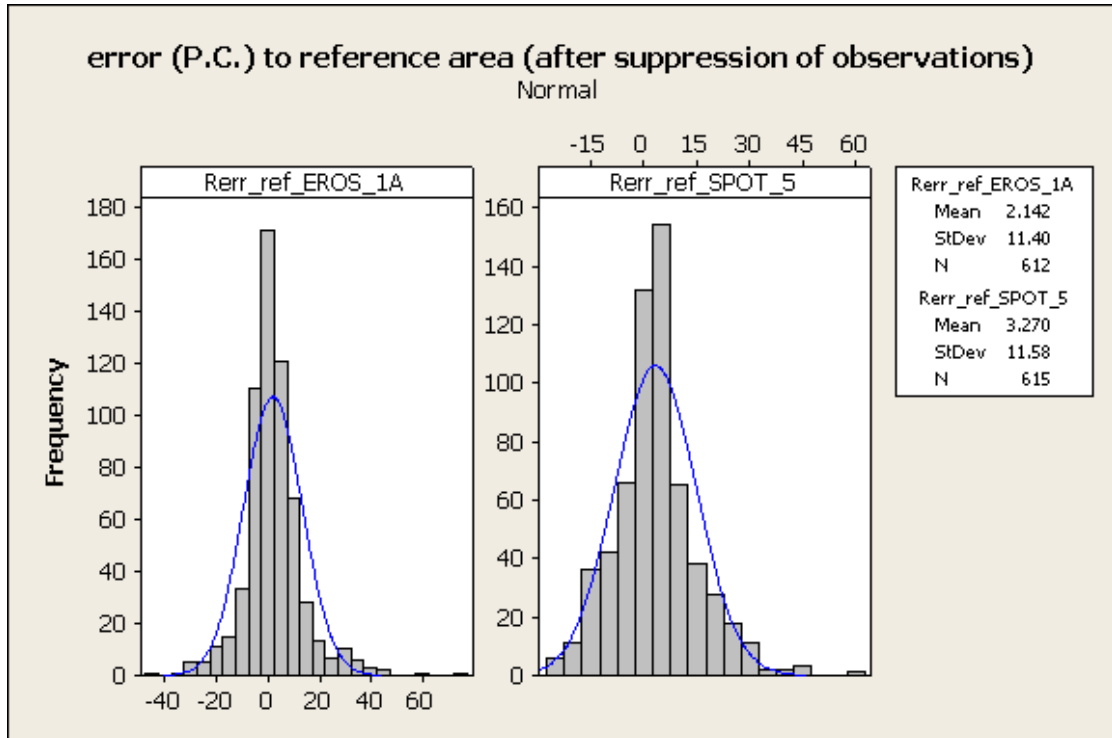 error (P.C.) to reference area (after suppression of observations)
Normal
-15 0 15 30 45 60
Rerr_ref_EROS_1A
Rerr_ref_SPOT_5
Frequency
180
160
140
120
100
80
60
40
20
0
-40 -20 0 20 40 60
160
140
120
100
80
60
40
20
0
Rerr_ref_EROS_1A
Mean 2.142
StDev 11.40
N 612
Rerr_ref_SPOT_5
Mean 3.270
StDev 11.58
N 615